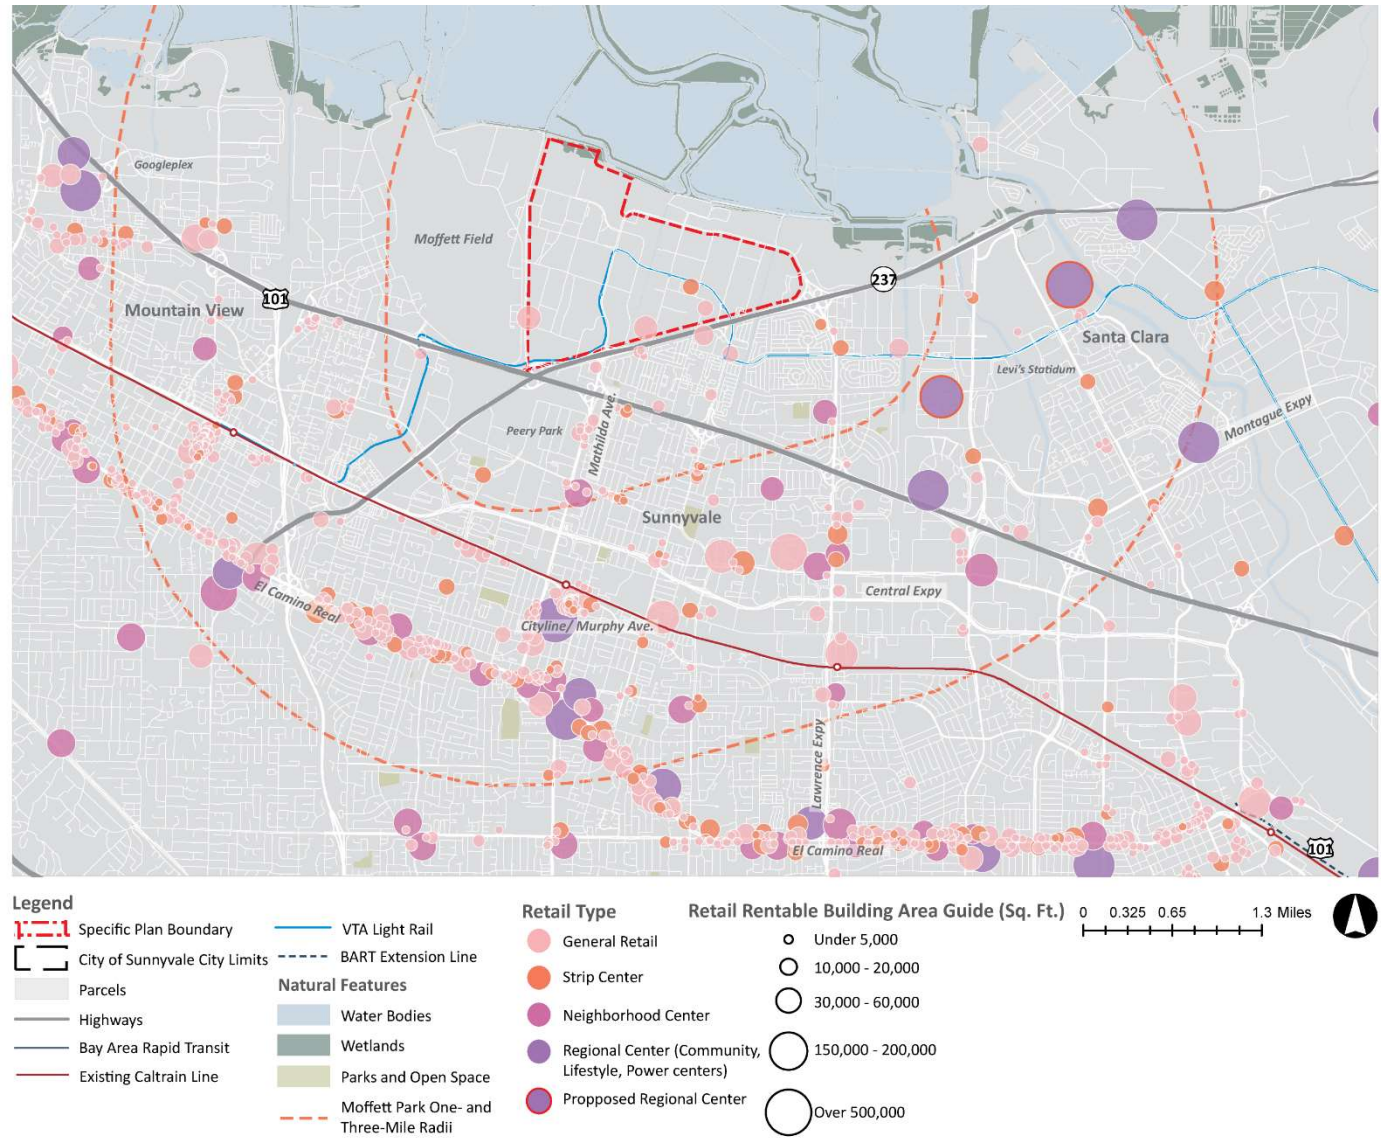 Googleplex
Moffett Field
237
101
Mountain View
Santa Clara
Levi's Statidum
Montague Expy
Peery Park
Mathilda Ave.
Sunnyvale
El Camino Real
Central Expy
Cityline/ Murphy Ave.
Lawrence Expy
El Camino Real
101
Legend
Specific Plan Boundary
City of Sunnyvale City Limits
Parcels
Highways
Bay Area Rapid Transit
Existing Caltrain Line
VTA Light Rail
BART Extension Line
Natural Features
Water Bodies
Wetlands
Parks and Open Space
Moffett Park One- and
Three-Mile Radii
Retail Type
General Retail
Strip Center
Neighborhood Center
Regional Center (Community,
Lifestyle, Power centers)
Propposed Regional Center
Retail Rentable Building Area Guide (Sq. Ft.)
Under 5,000
10,000 - 20,000
30,000 - 60,000
150,000 - 200,000
Over 500,000
0 0.325 0.65 1.3 Miles